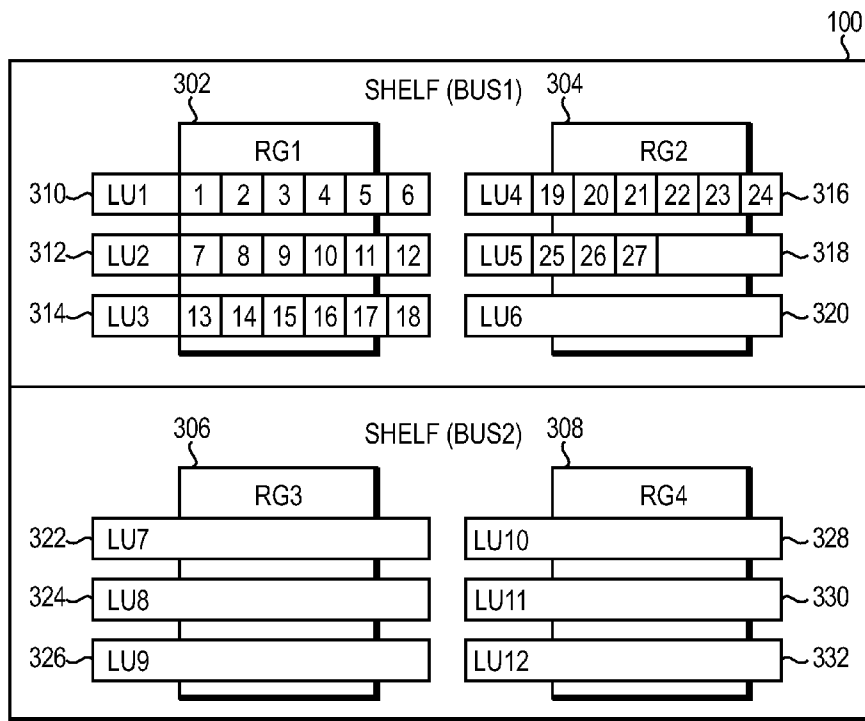 100
302 SHELF (BUS1) 304
RG1 RG2
310 LU1 1 2 3 4 5 6 LU4 19 20 21 22 23 24 316
312 LU2 7 8 9 10 11 12 LU5 25 26 27 318
314 LU3 13 14 15 16 17 18 LU6 320
306 SHELF (BUS2) 308
RG3 RG4
322 LU7 LU10 328
324 LU8 LU11 330
326 LU9 LU12 332